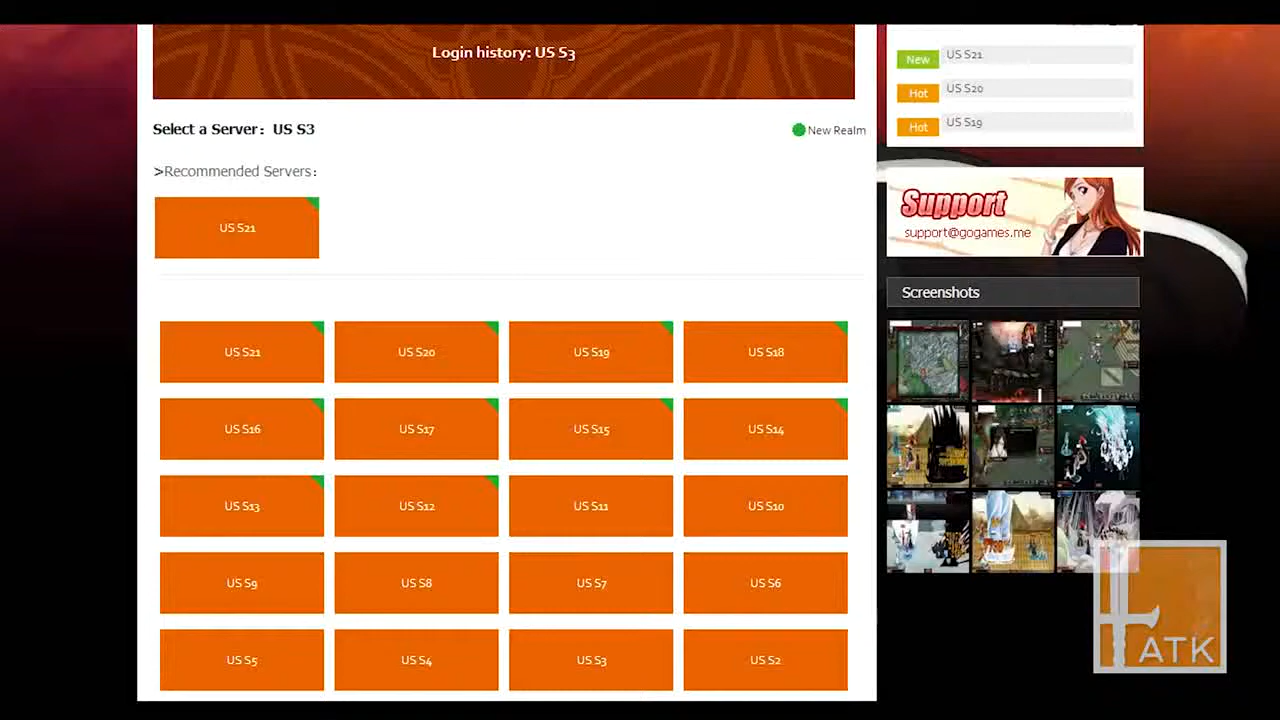 Login history: US S3
Select a Server： US S3
New Realm
>Recommended Servers：
US S21
US S21
US S20
US S19
US S18
US S16
US S17
US S15
US S14
US S13
US S12
US S11
US S10
US S9
US S8
US S7
US S6
US S5
US S4
US S3
US S2
New US S21
Hot US S20
Hot US S19
Support
support@gogames.me
Screenshots
ATK